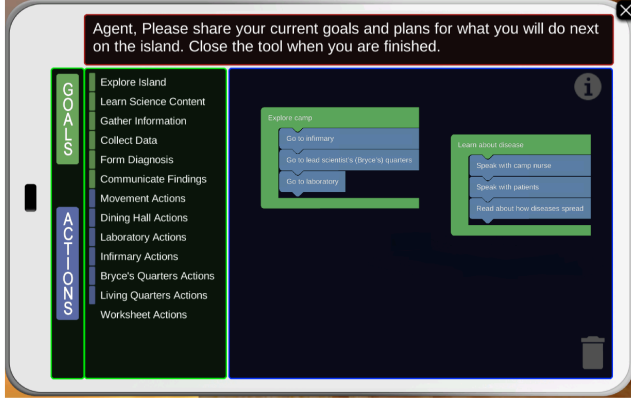 Agent, Please share your current goals and plans for what you will do next
on the island. Close the tool when you are finished.
GOALS
ACTIONS
Explore Island
Learn Science Content
Gather Information
Collect Data
Form Diagnosis
Communicate Findings
Movement Actions
Dining Hall Actions
Laboratory Actions
Infirmary Actions
Bryce's Quarters Actions
Living Quarters Actions
Worksheet Actions
Explore camp
Go to infirmary
Go to lead scientist's (Bryce's) quarters
Go to laboratory
Learn about disease
Speak with camp nurse
Speak with patients
Read about how diseases spread